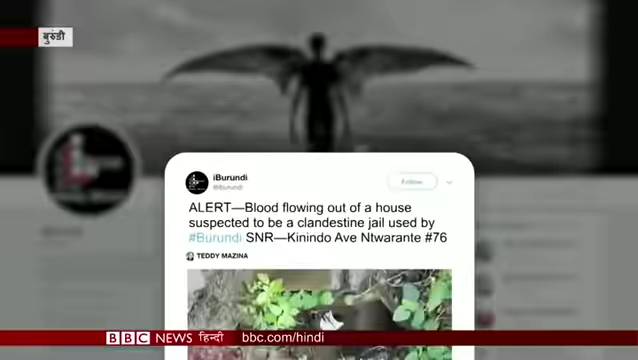 बुरुंडी
iBurundi
@iburundi
Follow
ALERT—Blood flowing out of a house
suspected to be a clandestine jail used by
#Burundi SNR—Kinindo Ave Ntwarante #76
TEDDY MAZINA
BBC NEWS हिन्दी bbc.com/hindi